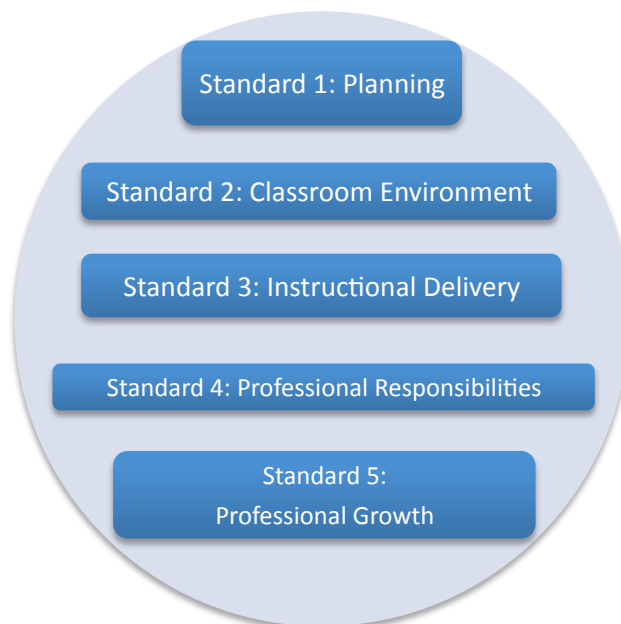 Standard 1: Planning
Standard 2: Classroom Environment
Standard 3: Instructional Delivery
Standard 4: Professional Responsibilities
Standard 5:
Professional Growth